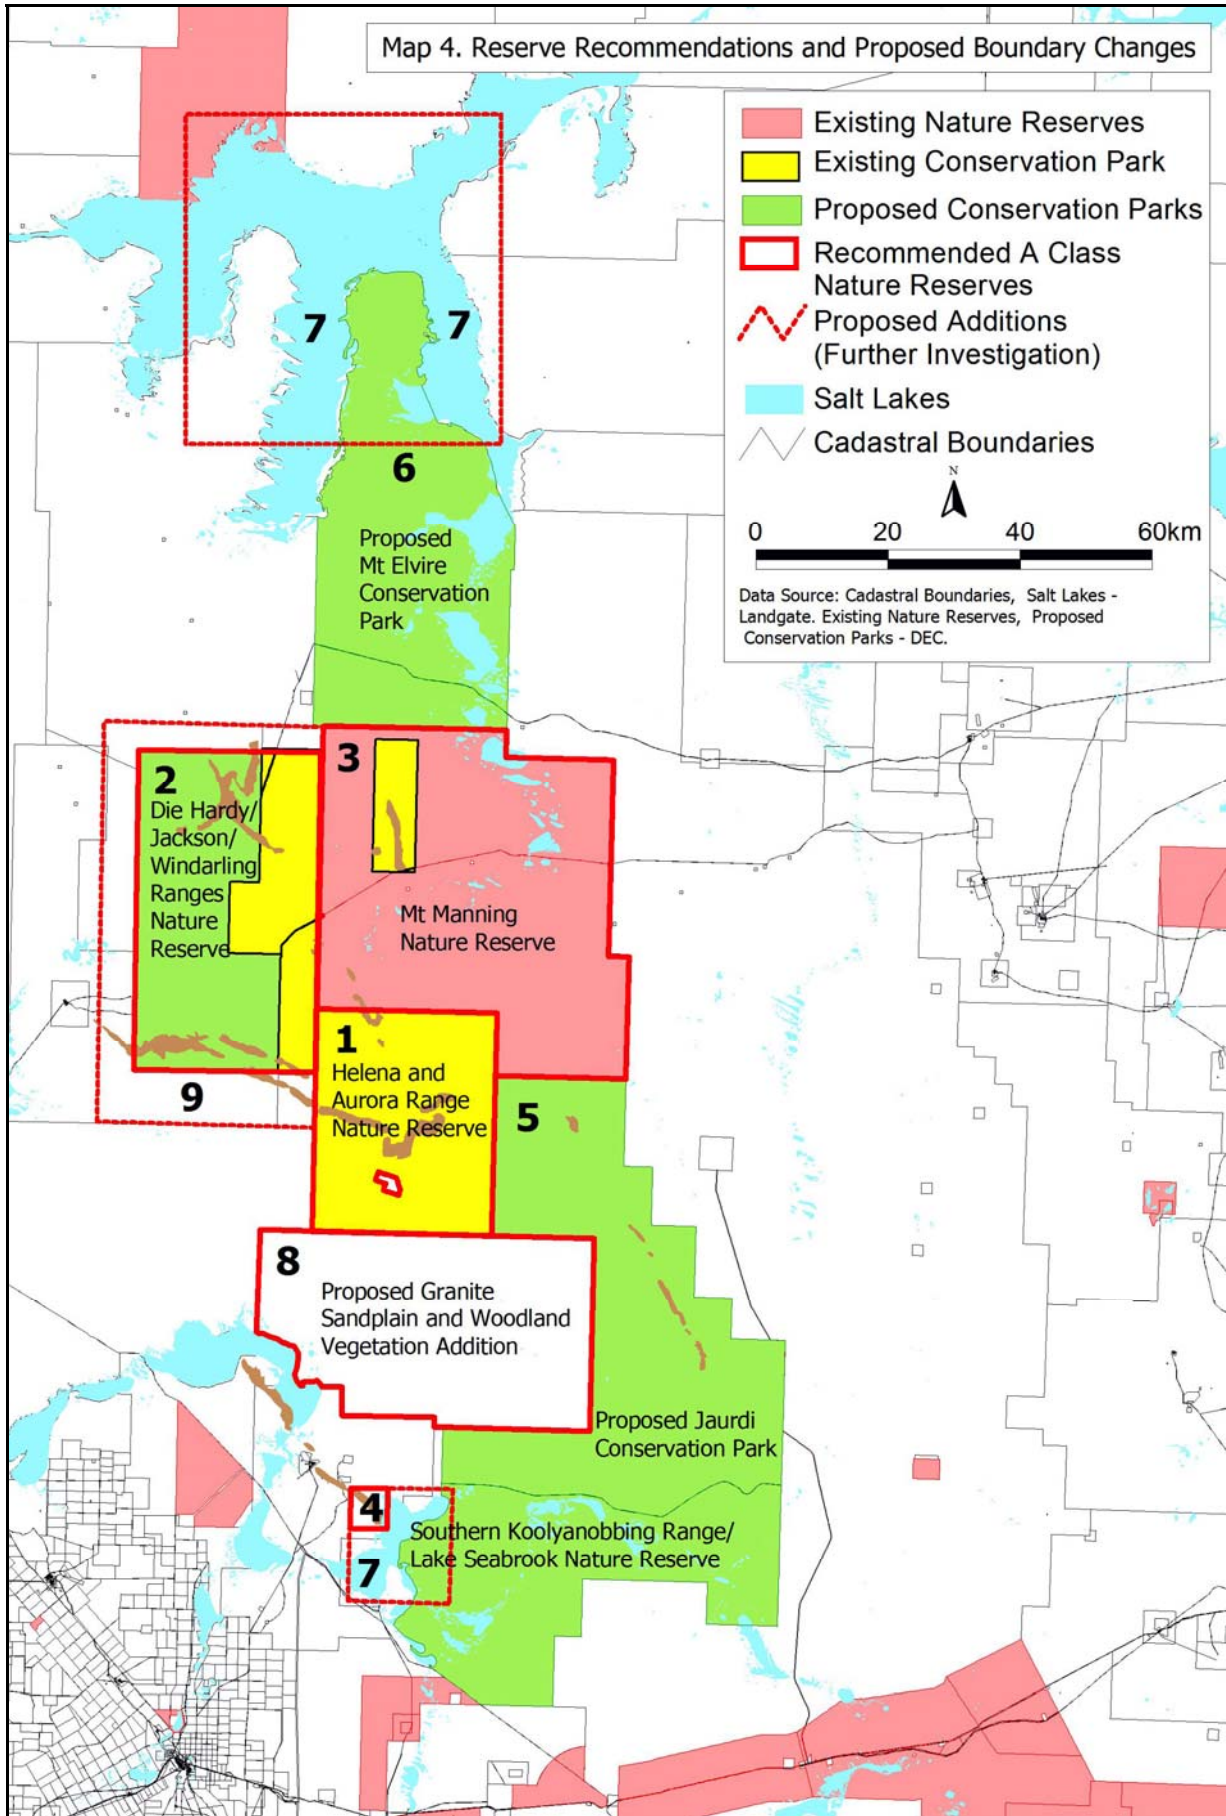 Map 4. Reserve Recommendations and Proposed Boundary Changes
Existing Nature Reserves
Existing Conservation Park
Proposed Conservation Parks
Recommended A Class
Nature Reserves
Proposed Additions
(Further Investigation)
Salt Lakes
Cadastral Boundaries
N
0 20 40 60km
Data Source: Cadastral Boundaries, Salt Lakes -
Landgate. Existing Nature Reserves, Proposed
Conservation Parks - DEC.
7 7
6
Proposed
Mt Elvire
Conservation
Park
3
2
Die Hardy/
Jackson/
Windarling
Ranges
Nature
Reserve
Mt Manning
Nature Reserve
1
Helena and
Aurora Range
Nature Reserve
9
5
8
Proposed Granite
Sandplain and Woodland
Vegetation Addition
Proposed Jaurdi
Conservation Park
4
Southern Koolyanobbing Range/
Lake Seabrook Nature Reserve
7